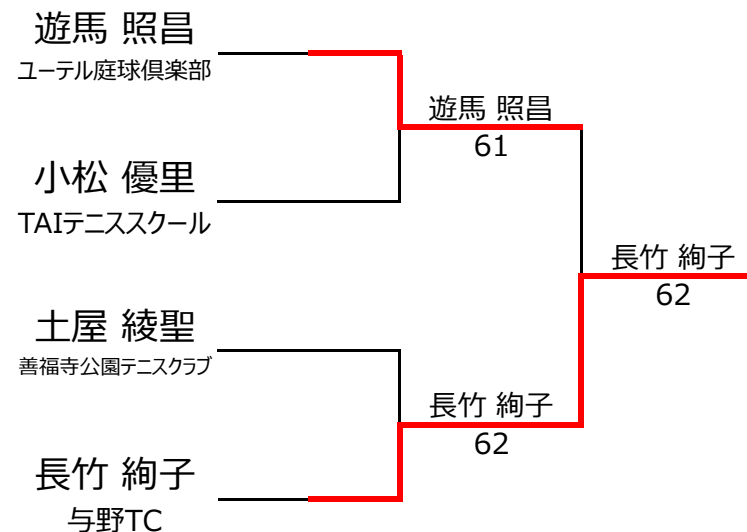 遊馬 照昌
ユーテル庭球倶楽部
遊馬 照昌
61
小松 優里
TAIテニススクール
長竹 絢子
62
土屋 綾聖
善福寺公園テニスクラブ
長竹 絢子
62
長竹 絢子
与野TC